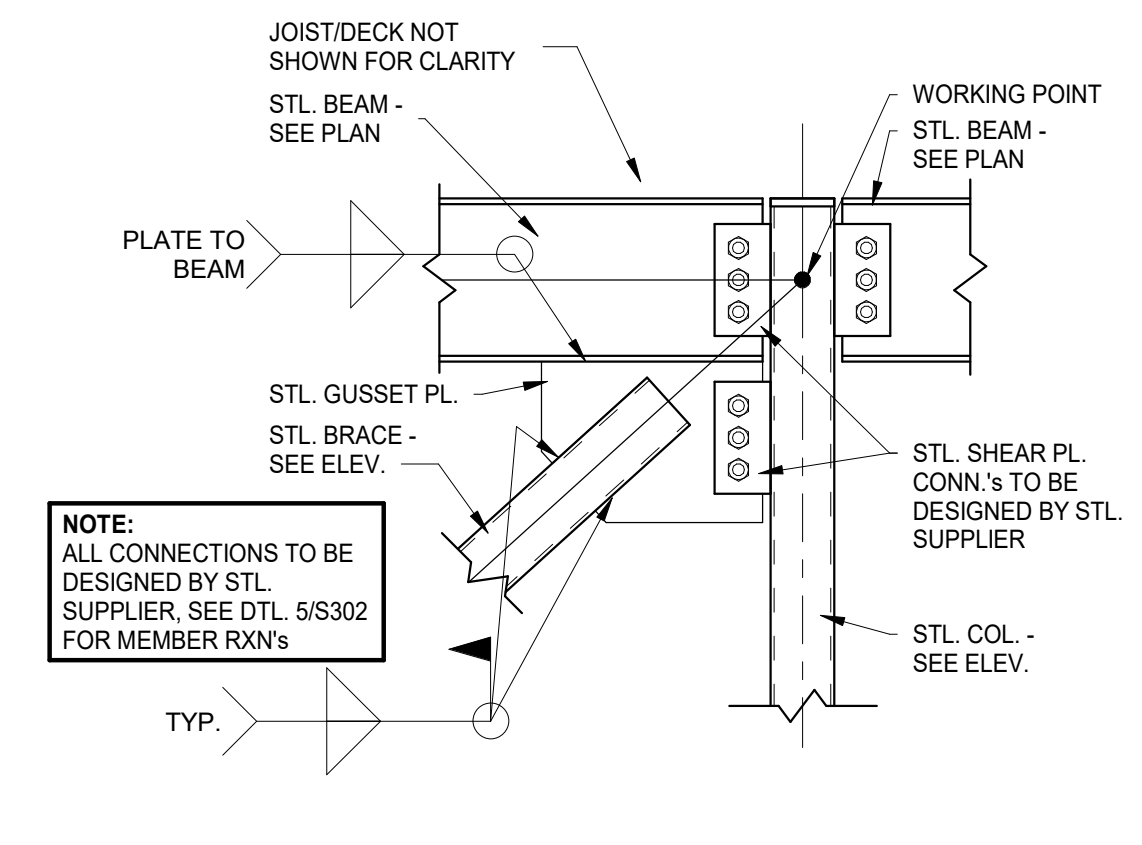 JOIST/DECK NOT
SHOWN FOR CLARITY
STL. BEAM -
SEE PLAN
WORKING POINT
STL. BEAM -
SEE PLAN
PLATE TO
BEAM
STL. GUSSET PL.
STL. BRACE -
SEE ELEV.
STL. SHEAR PL.
CONN.'s TO BE
DESIGNED BY STL.
SUPPLIER
NOTE:
ALL CONNECTIONS TO BE
DESIGNED BY STL.
SUPPLIER, SEE DTL. 5/S302
FOR MEMBER RXN's
STL. COL. -
SEE ELEV.
TYP.